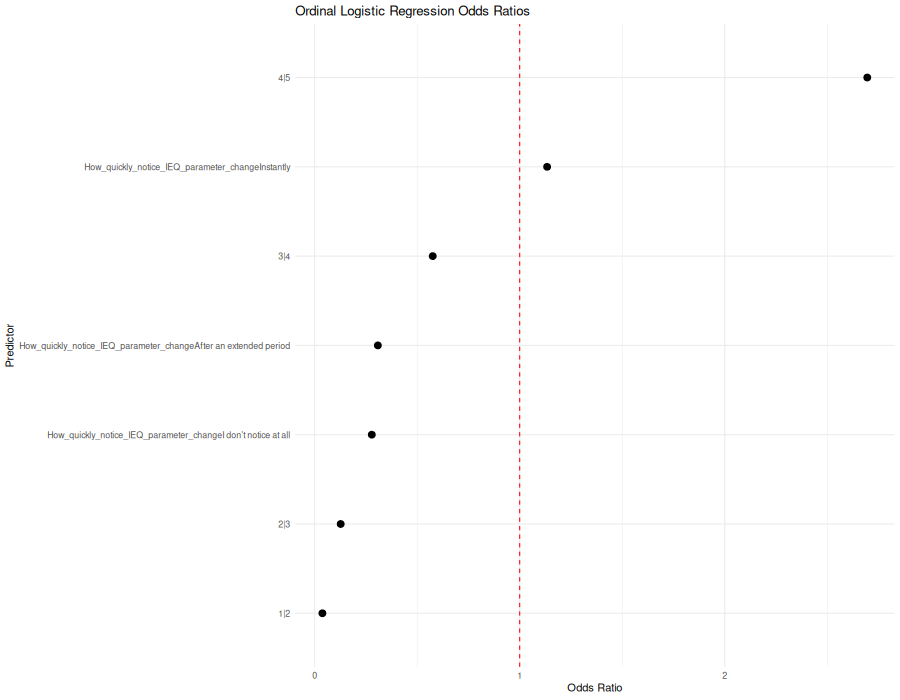 Ordinal Logistic Regression Odds Ratios
4|5
How_quickly_notice_IEQ_parameter_changeInstantly
3|4
Predictor
How_quickly_notice_IEQ_parameter_changeAfter an extended period
How_quickly_notice_IEQ_parameter_changeI don't notice at all
2|3
1|2
0
1
2
Odds Ratio